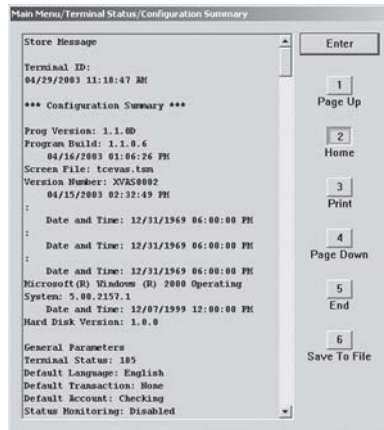 Main Menu/Terminal Status/Configuration Summary
Store Message
Terminal ID:
04/29/2003 11:18:47 AM
*** Configuration Summary ***
Prog Version: 1.1.0D
Program Build: 1.1.0.6
04/16/2003 01:06:26 PM
Screen File: tcevas.tsm
Version Number: XVAS0002
04/15/2003 02:32:49 PM
:
Date and Time: 12/31/1969 06:00:00 PM
:
Date and Time: 12/31/1969 06:00:00 PM
:
Date and Time: 12/31/1969 06:00:00 PM
Microsoft(R) Windows (R) 2000 Operating
System: 5.00.2157.1
Date and Time: 12/07/1999 12:00:00 PM
Hard Disk Version: 1.0.0
General Parameters
Terminal Status: 185
Default Language: English
Default Transaction: None
Default Account: Checking
Status Monitoring: Disabled
Enter
1
Page Up
2
Home
3
Print
4
Page Down
5
End
6
Save To File